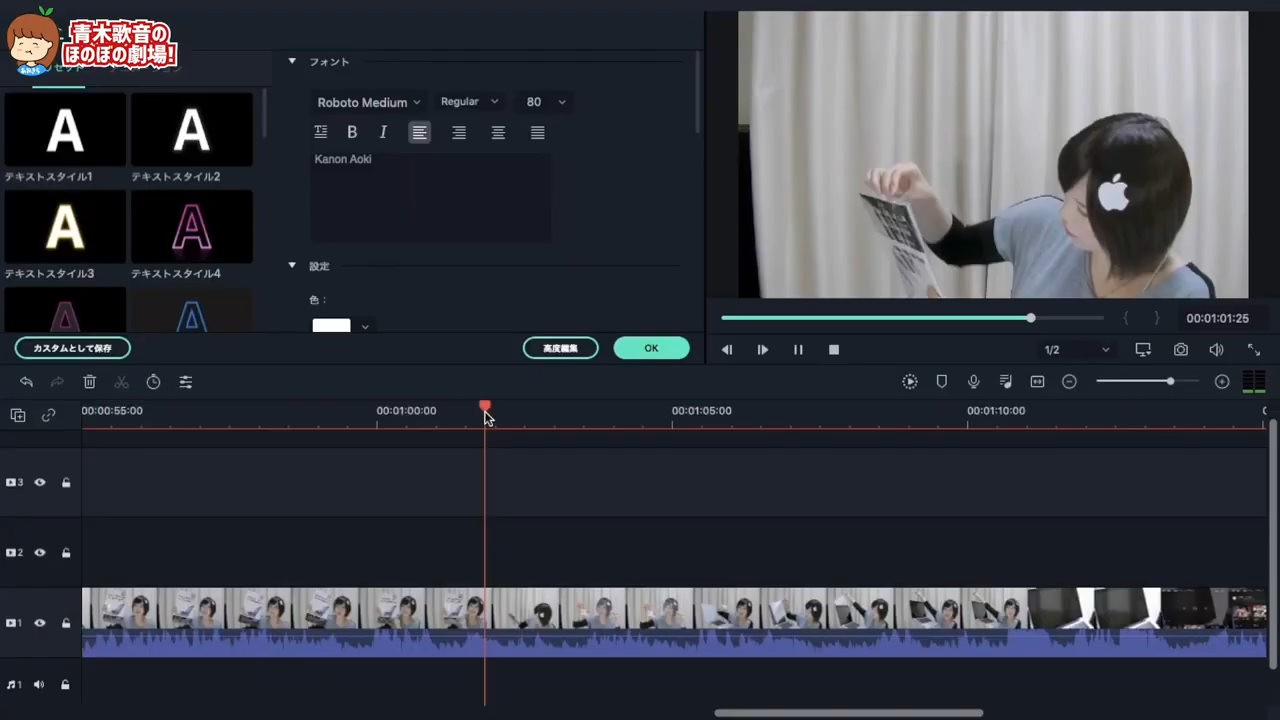 青木歌音の
ほのぼの劇場!
フォント
Roboto Medium
Regular
80
B
I
Kanon Aoki
テキストスタイル1
テキストスタイル2
テキストスタイル3
テキストスタイル4
設定
色：
カスタムとして保存
高度編集
OK
00:01:01:25
1/2
00:00:55:00
00:01:00:00
00:01:05:00
00:01:10:00
3
2
1
1